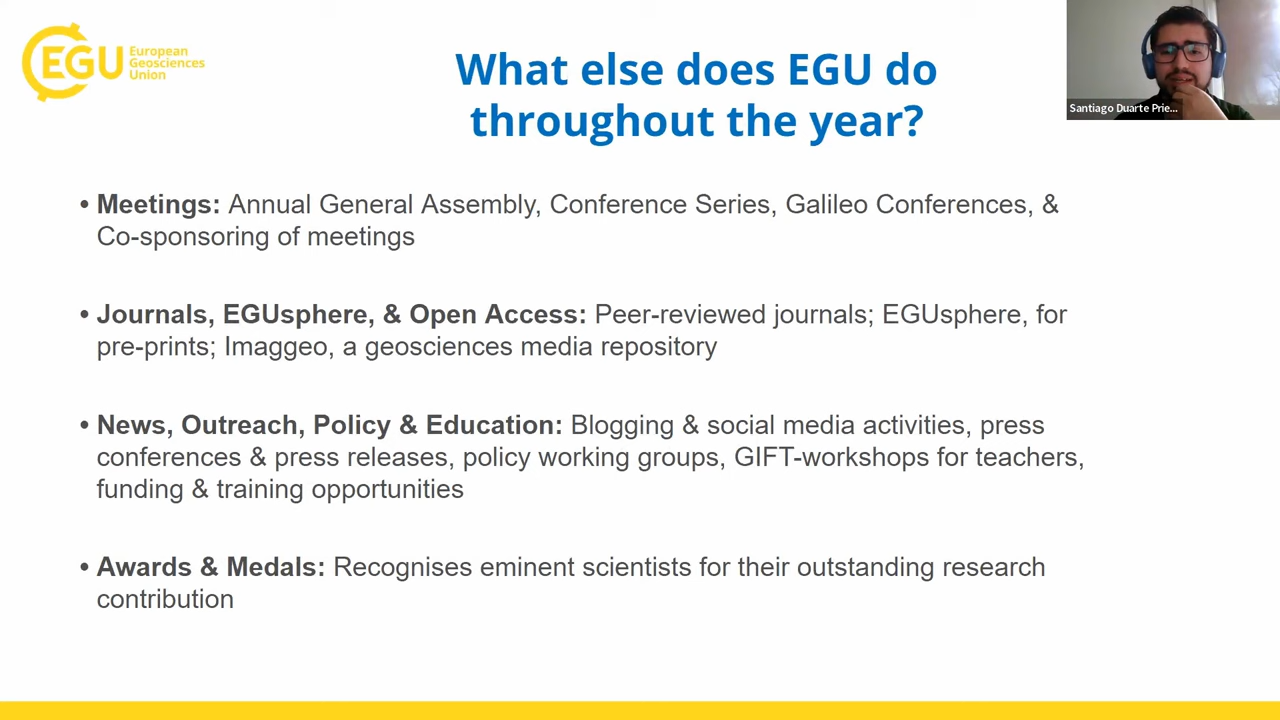 EGU European
Geosciences
Union
What else does EGU do
throughout the year?
Santiago Duarte Prie...
• Meetings: Annual General Assembly, Conference Series, Galileo Conferences, &
Co-sponsoring of meetings
• Journals, EGUsphere, & Open Access: Peer-reviewed journals; EGUsphere, for
pre-prints; Imaggeo, a geosciences media repository
• News, Outreach, Policy & Education: Blogging & social media activities, press
conferences & press releases, policy working groups, GIFT-workshops for teachers,
funding & training opportunities
• Awards & Medals: Recognises eminent scientists for their outstanding research
contribution